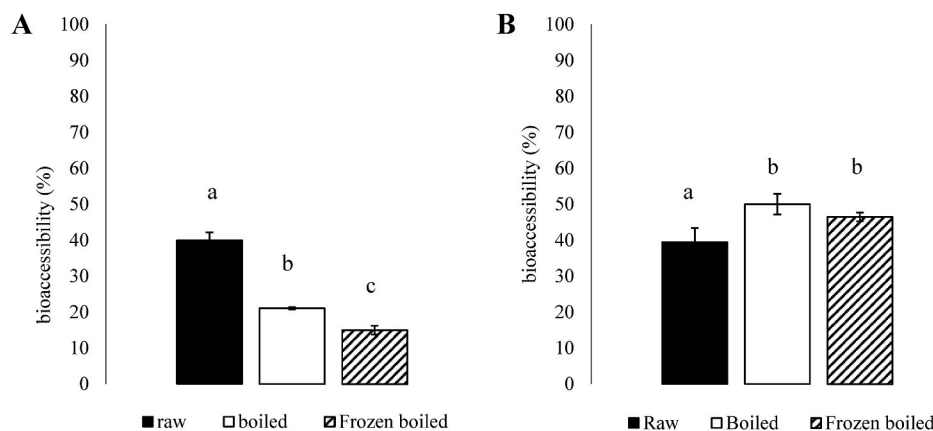 A
bioaccessibility (%)
100
90
80
70
60
50
40
30
20
10
0
a
b
c
raw
boiled
Frozen boiled
B
bioaccessibility (%)
100
90
80
70
60
50
40
30
20
10
0
a
b
b
Raw
Boiled
Frozen boiled